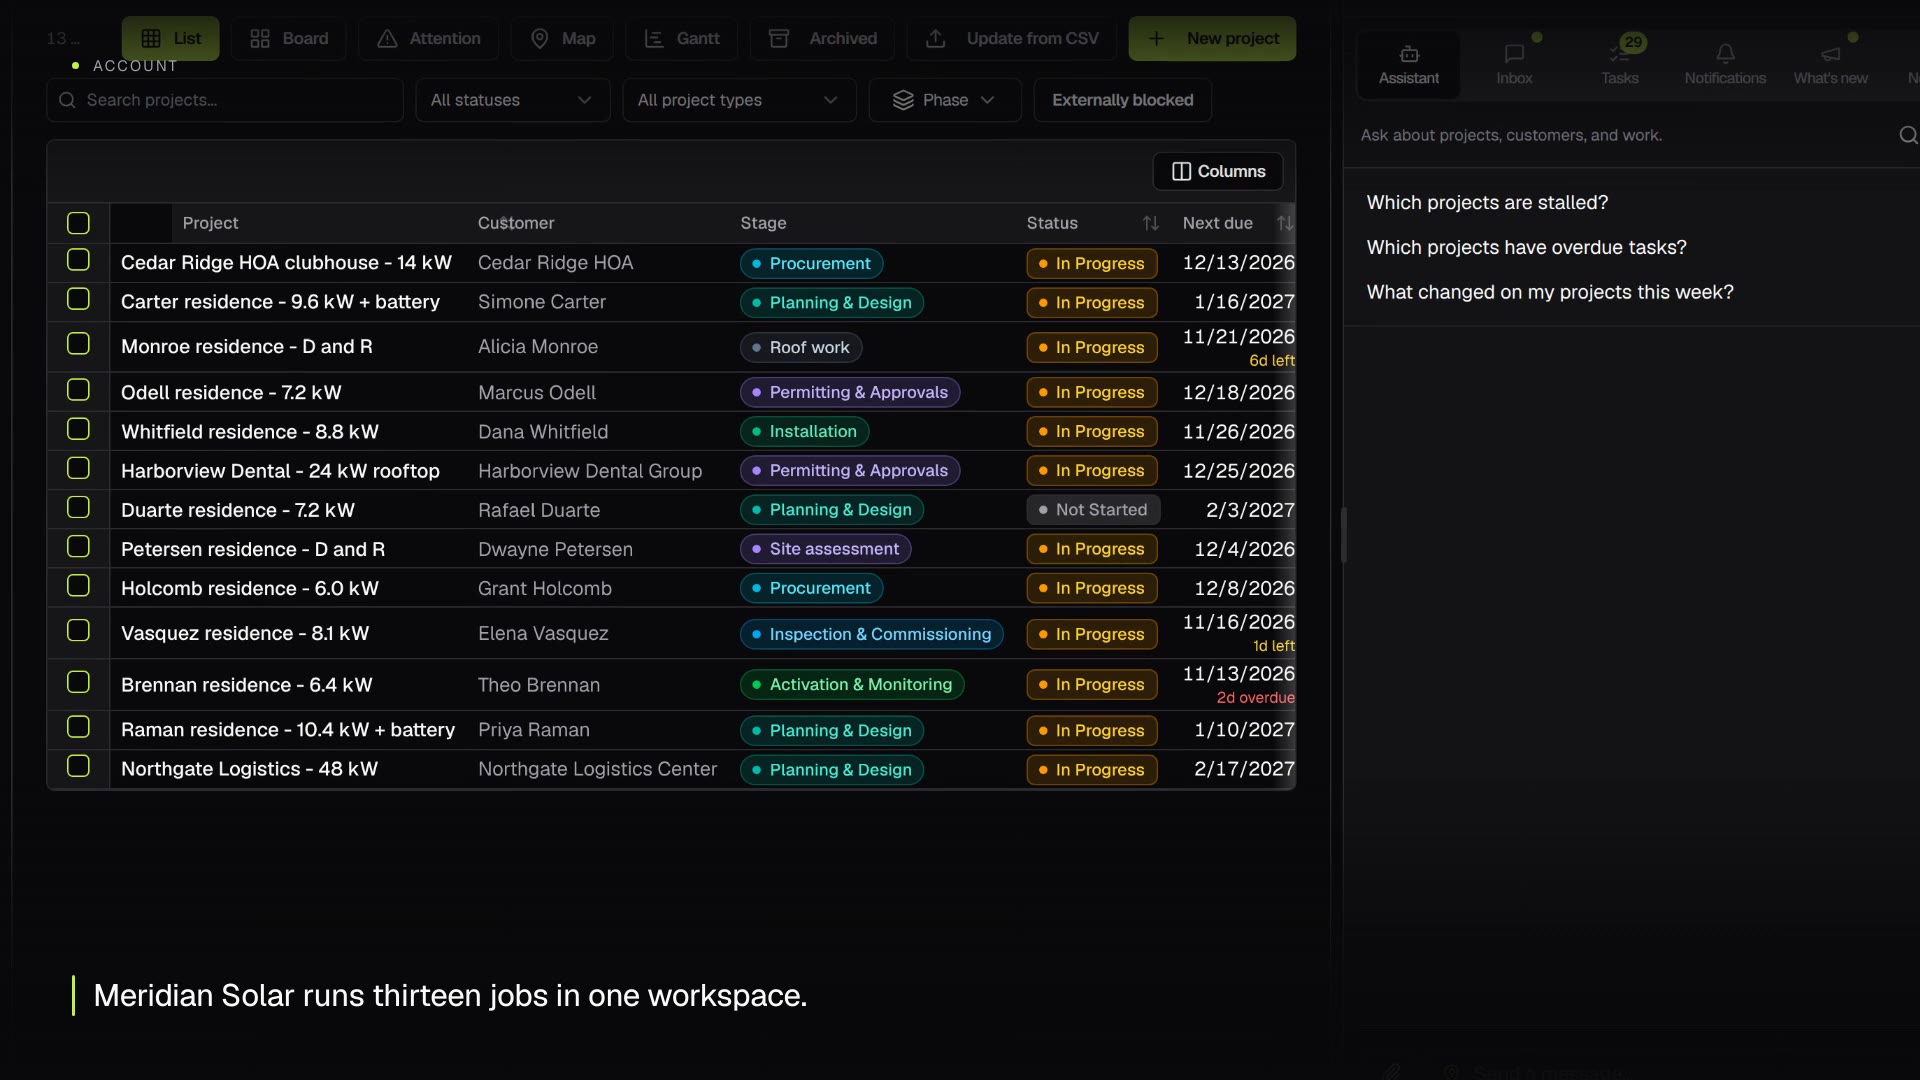 13 ...
List
Board
Attention
Map
Gantt
Archived
Update from CSV
New project
ACCOUNT
Search projects...
All statuses
All project types
Phase
Externally blocked
Columns
Project Customer Stage Status Next due
Cedar Ridge HOA clubhouse - 14 kW Cedar Ridge HOA Procurement In Progress 12/13/2026
Carter residence - 9.6 kW + battery Simone Carter Planning & Design In Progress 1/16/2027
Monroe residence - D and R Alicia Monroe Roof work In Progress 11/21/2026
6d left
Odell residence - 7.2 kW Marcus Odell Permitting & Approvals In Progress 12/18/2026
Whitfield residence - 8.8 kW Dana Whitfield Installation In Progress 11/26/2026
Harborview Dental - 24 kW rooftop Harborview Dental Group Permitting & Approvals In Progress 12/25/2026
Duarte residence - 7.2 kW Rafael Duarte Planning & Design Not Started 2/3/2027
Petersen residence - D and R Dwayne Petersen Site assessment In Progress 12/4/2026
Holcomb residence - 6.0 kW Grant Holcomb Procurement In Progress 12/8/2026
Vasquez residence - 8.1 kW Elena Vasquez Inspection & Commissioning In Progress 11/16/2026
1d left
Brennan residence - 6.4 kW Theo Brennan Activation & Monitoring In Progress 11/13/2026
2d overdue
Raman residence - 10.4 kW + battery Priya Raman Planning & Design In Progress 1/10/2027
Northgate Logistics - 48 kW Northgate Logistics Center Planning & Design In Progress 2/17/2027
Meridian Solar runs thirteen jobs in one workspace.
Assistant
Inbox
29
Tasks
Notifications
What's new
Ask about projects, customers, and work.
Which projects are stalled?
Which projects have overdue tasks?
What changed on my projects this week?
Send a message...